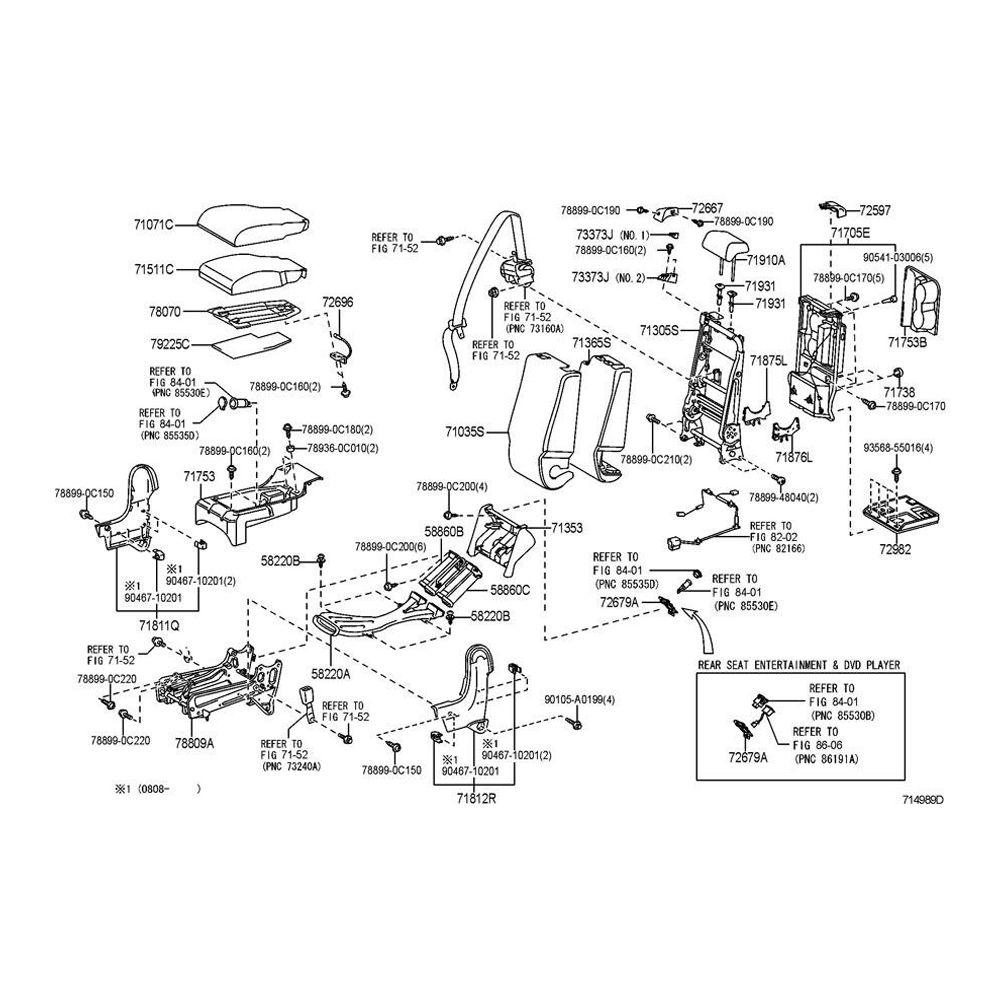 71071C
71511C
78070
79225C
REFER TO
FIG 84-01
(PNC 85530E)
REFER TO
FIG 84-01
(PNC 85535D)
72696
78899-0C160(2)
78899-0C180(2)
78936-0C010(2)
78899-0C160(2)
71753
78899-0C150
※1
90467-10201(2)
※1
90467-10201
71811Q
REFER TO
FIG 71-52
REFER TO
FIG 71-52
(PNC 73160A)
REFER TO
FIG 71-52
71365S
71035S
78899-0C190
72667
78899-0C190
73373J (NO.1)
78899-0C160(2)
73373J (NO.2)
71910A
71931
71931
71305S
71875L
71876L
78899-0C210(2)
78899-48040(2)
72597
71705E
90541-03006(5)
78899-0C170(5)
71753B
71738
78899-0C170
93568-55016(4)
72982
78899-0C200(4)
58860B
71353
78899-0C200(6)
58220B
58860C
58220B
58220A
REFER TO
FIG 82-02
(PNC 82166)
REFER TO
FIG 84-01
(PNC 85535D)
REFER TO
FIG 84-01
(PNC 85530E)
72679A
REFER TO
FIG 71-52
78899-0C220
78899-0C220
78809A
REFER TO
FIG 71-52
REFER TO
FIG 71-52
(PNC 73240A)
78899-0C150
90105-A0199(4)
※1
90467-10201(2)
※1
90467-10201
71812R
REAR SEAT ENTERTAINMENT & DVD PLAYER
REFER TO
FIG 84-01
(PNC 85530B)
REFER TO
FIG 86-06
(PNC 86191A)
72679A
※1 (0808- )
714989D